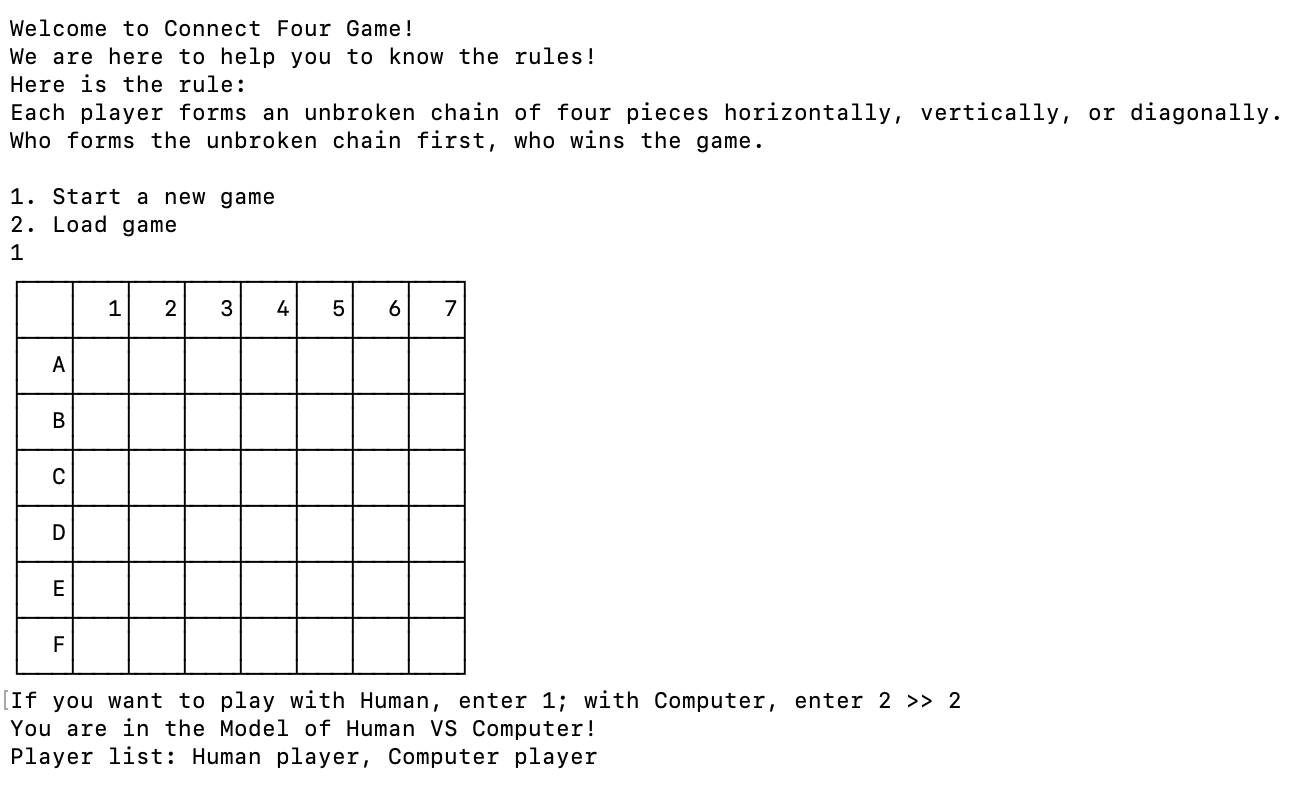 Welcome to Connect Four Game!
We are here to help you to know the rules!
Here is the rule:
Each player forms an unbroken chain of four pieces horizontally, vertically, or diagonally.
Who forms the unbroken chain first, who wins the game.
1. Start a new game
2. Load game
1
1 2 3 4 5 6 7
A
B
C
D
E
F
[If you want to play with Human, enter 1; with Computer, enter 2 >> 2
You are in the Model of Human VS Computer!
Player list: Human player, Computer player